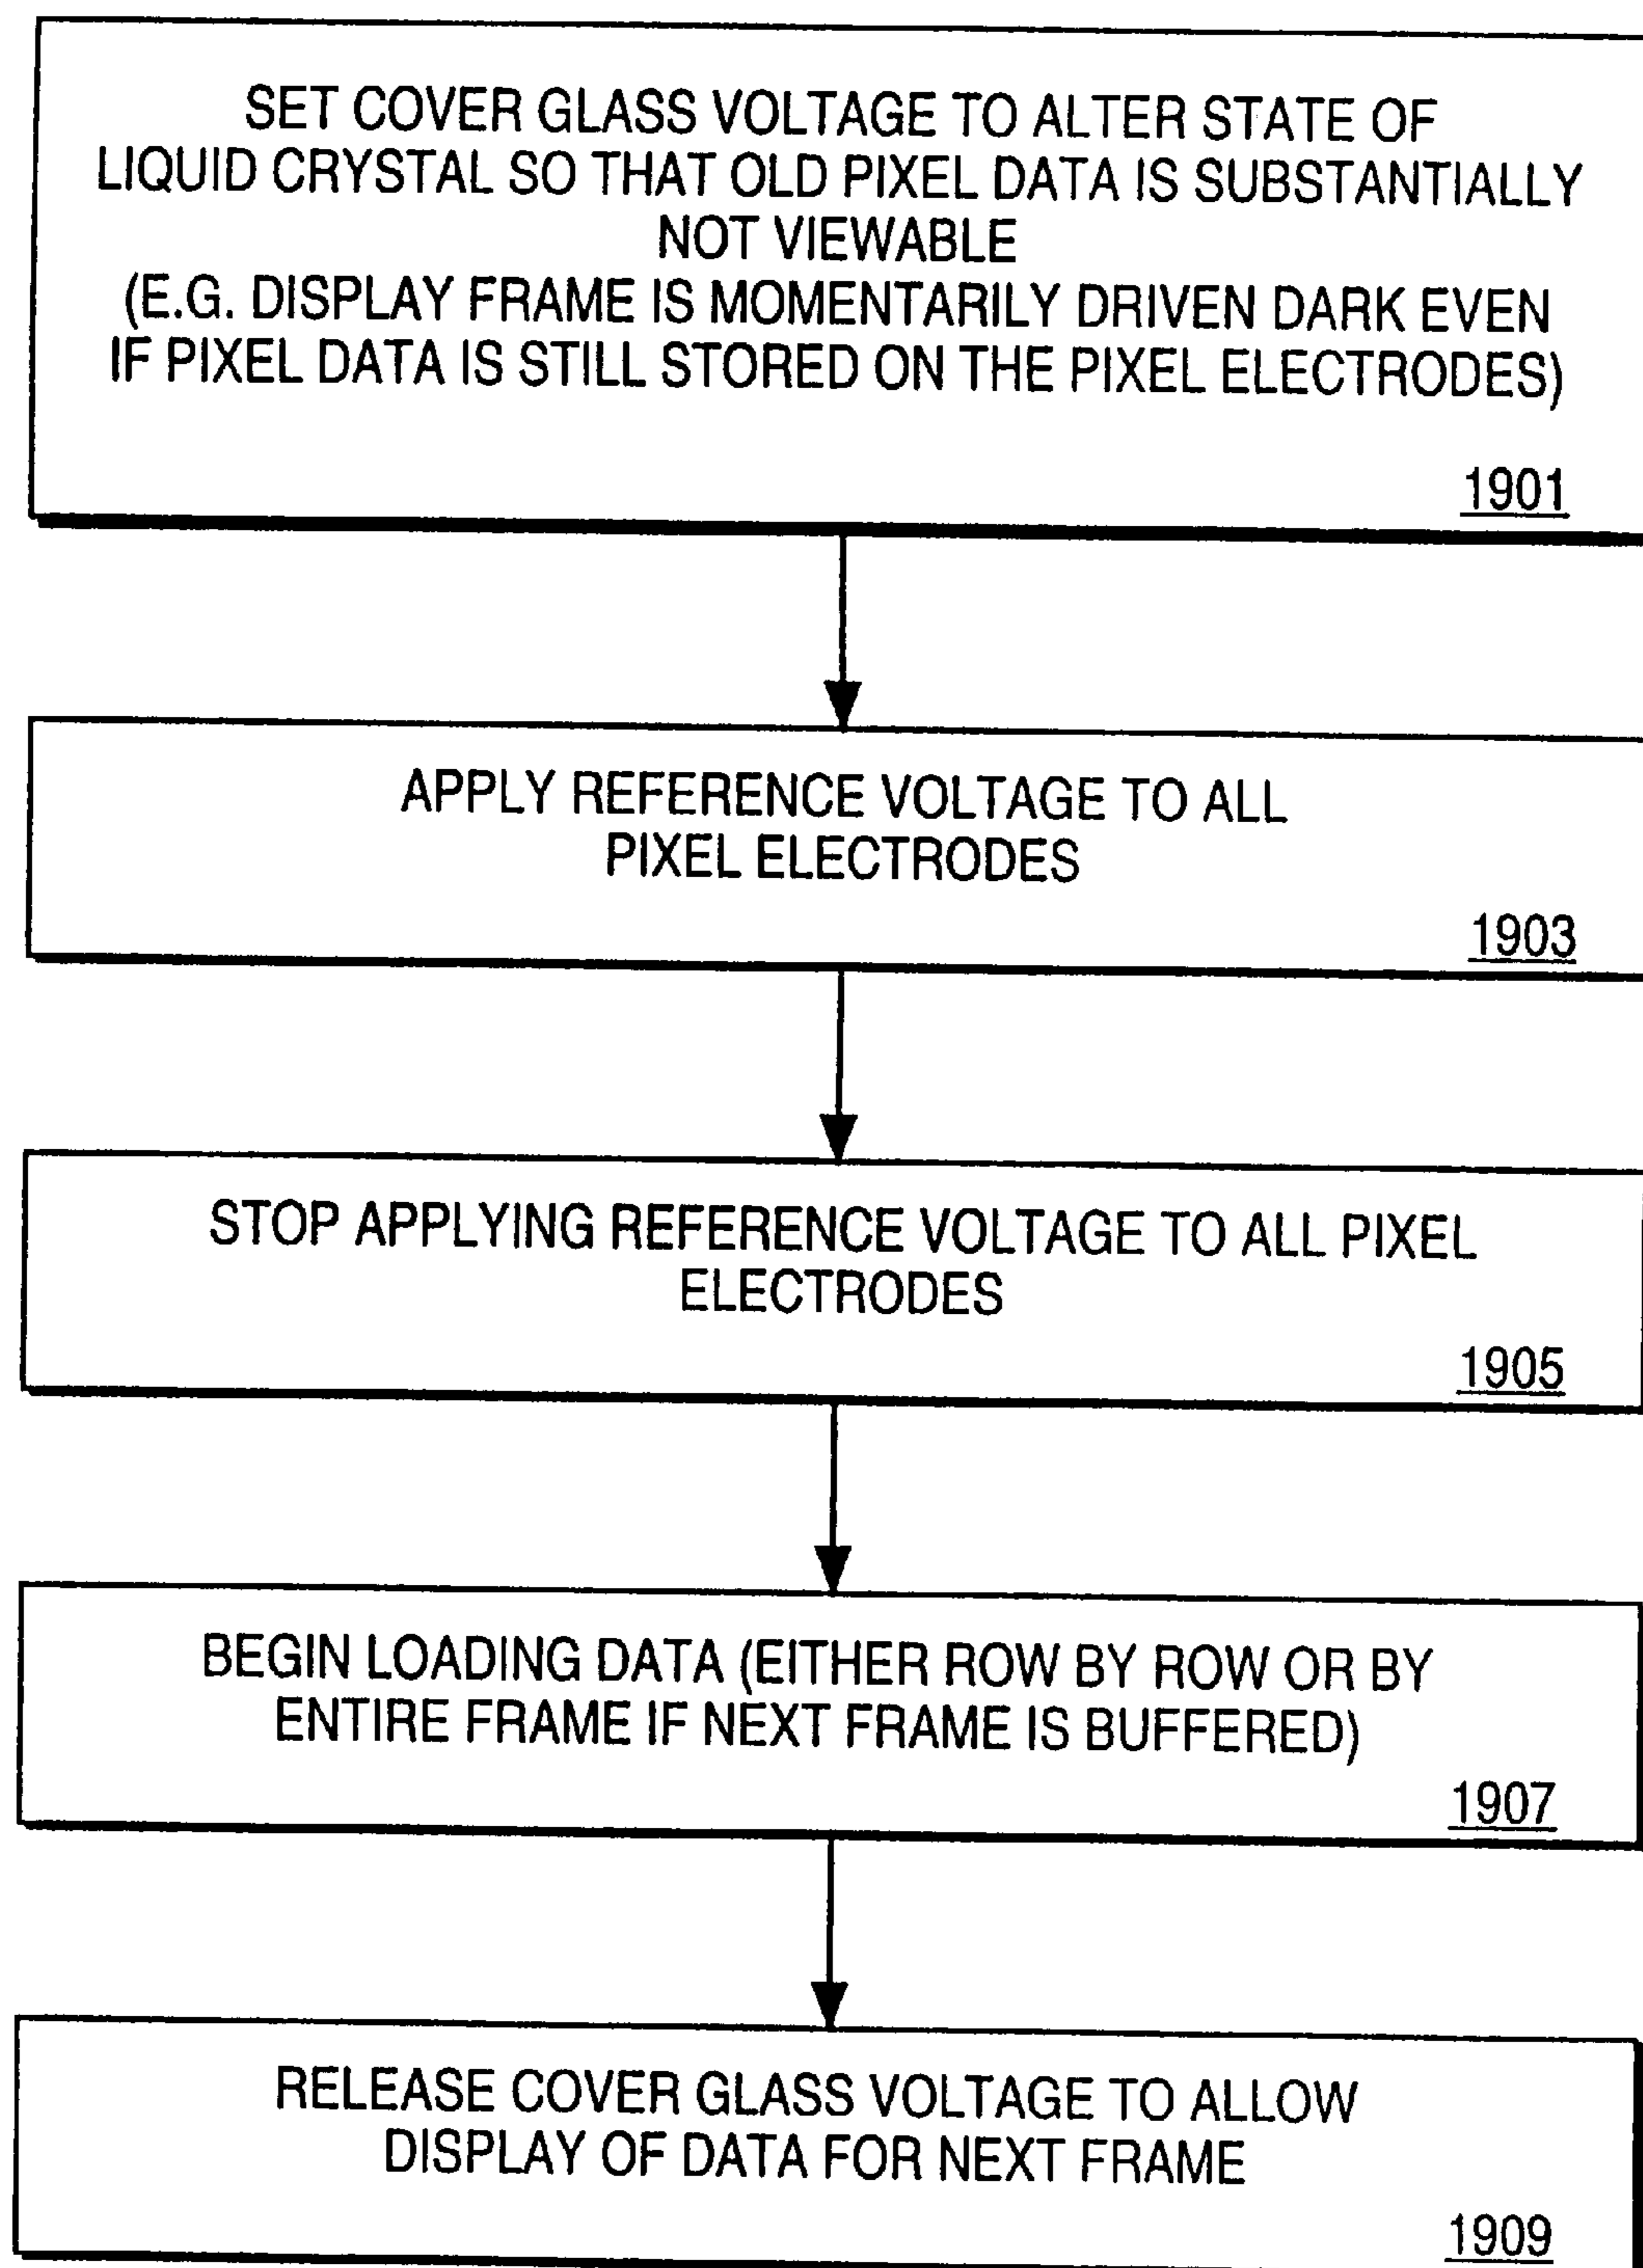 SET COVER GLASS VOLTAGE TO ALTER STATE OF
LIQUID CRYSTAL SO THAT OLD PIXEL DATA IS SUBSTANTIALLY
NOT VIEWABLE
(E.G. DISPLAY FRAME IS MOMENTARILY DRIVEN DARK EVEN
IF PIXEL DATA IS STILL STORED ON THE PIXEL ELECTRODES)
1901
APPLY REFERENCE VOLTAGE TO ALL
PIXEL ELECTRODES
1903
STOP APPLYING REFERENCE VOLTAGE TO ALL PIXEL
ELECTRODES
1905
BEGIN LOADING DATA (EITHER ROW BY ROW OR BY
ENTIRE FRAME IF NEXT FRAME IS BUFFERED)
1907
RELEASE COVER GLASS VOLTAGE TO ALLOW
DISPLAY OF DATA FOR NEXT FRAME
1909